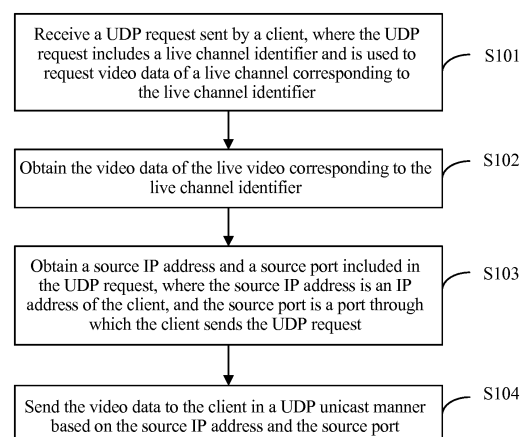 Receive a UDP request sent by a client, where the UDP
request includes a live channel identifier and is used to
request video data of a live channel corresponding to
the live channel identifier
S101
Obtain the video data of the live video corresponding to the
live channel identifier
S102
Obtain a source IP address and a source port included in
the UDP request, where the source IP address is an IP
address of the client, and the source port is a port through
which the client sends the UDP request
S103
Send the video data to the client in a UDP unicast manner
based on the source IP address and the source port
S104